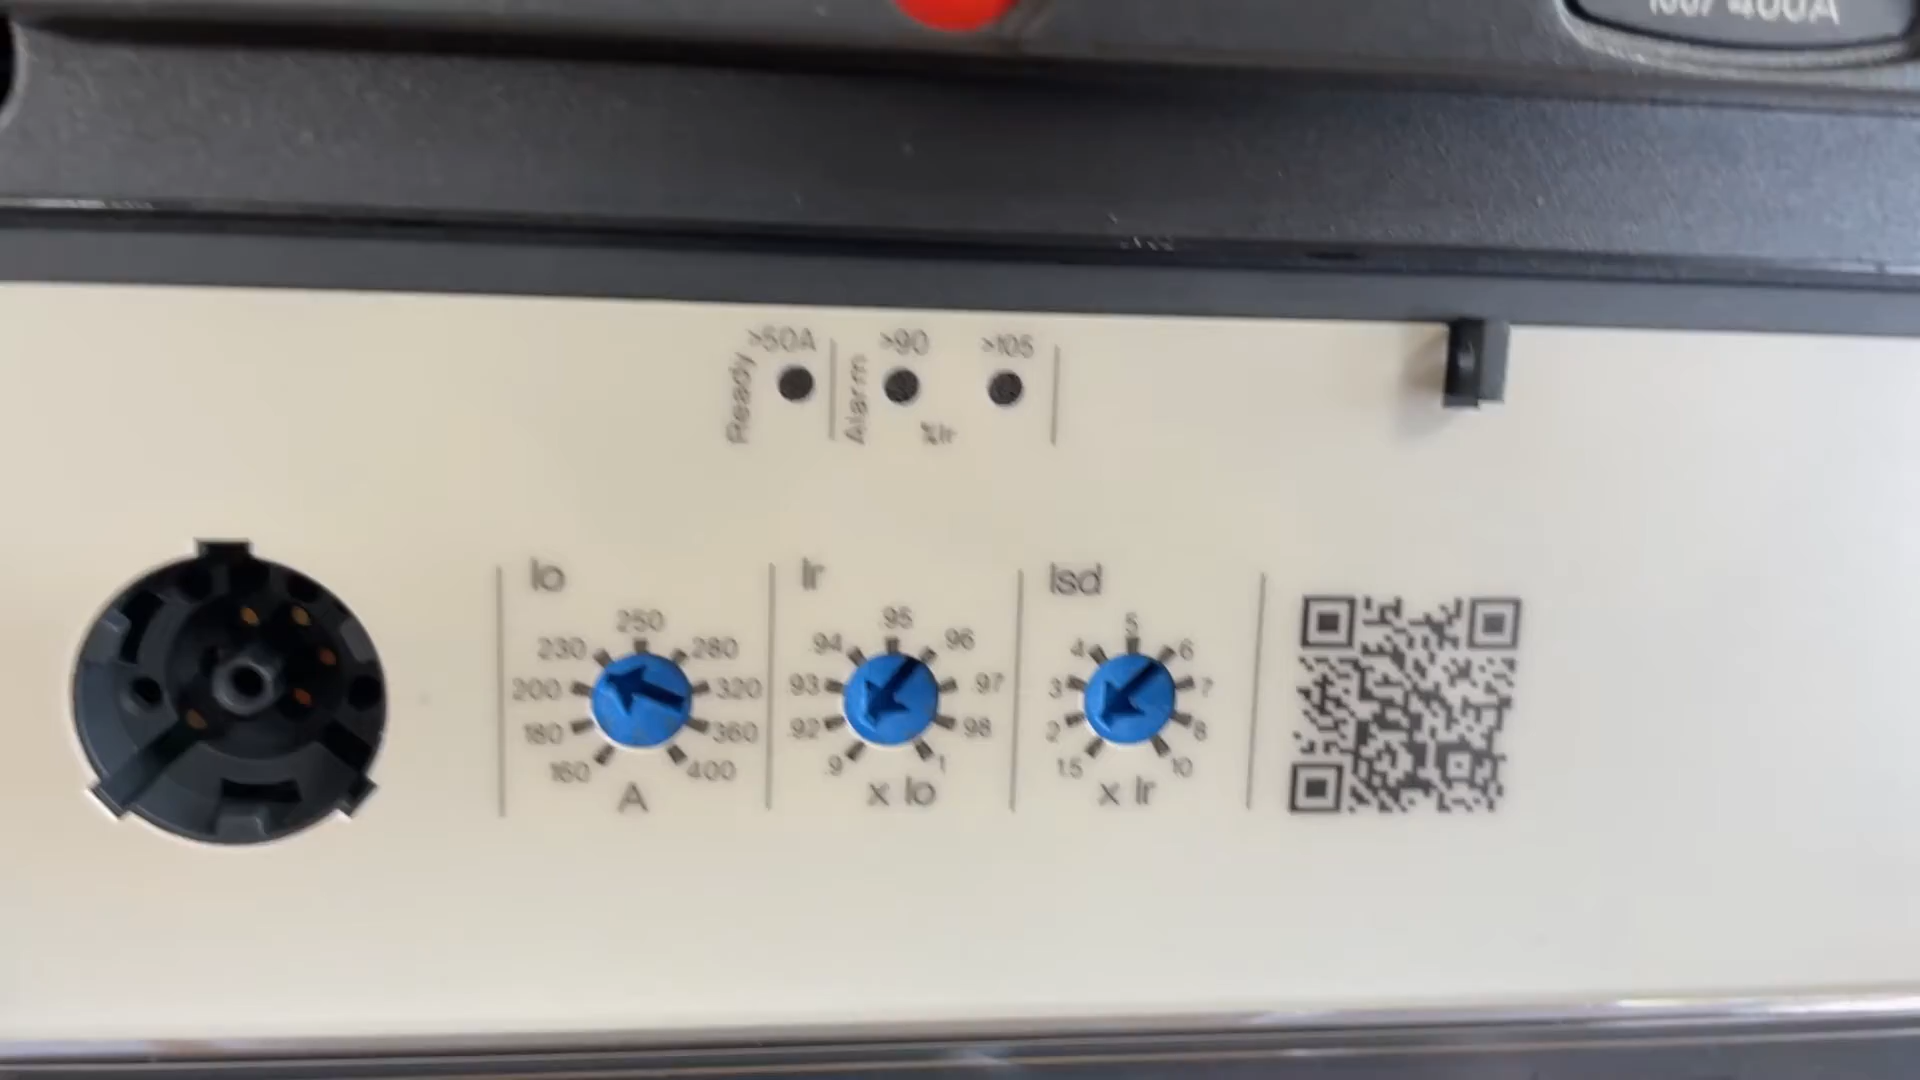 400A
>50A >90 >105
Ready Alarm
%Ir
Io
250
230 280
200 320
180 360
160 400
A
Ir
.95
.94 .96
.93 .97
.92 .98
.9 1
x Io
Isd
5
4 6
3 7
2 8
1.5 10
x Ir